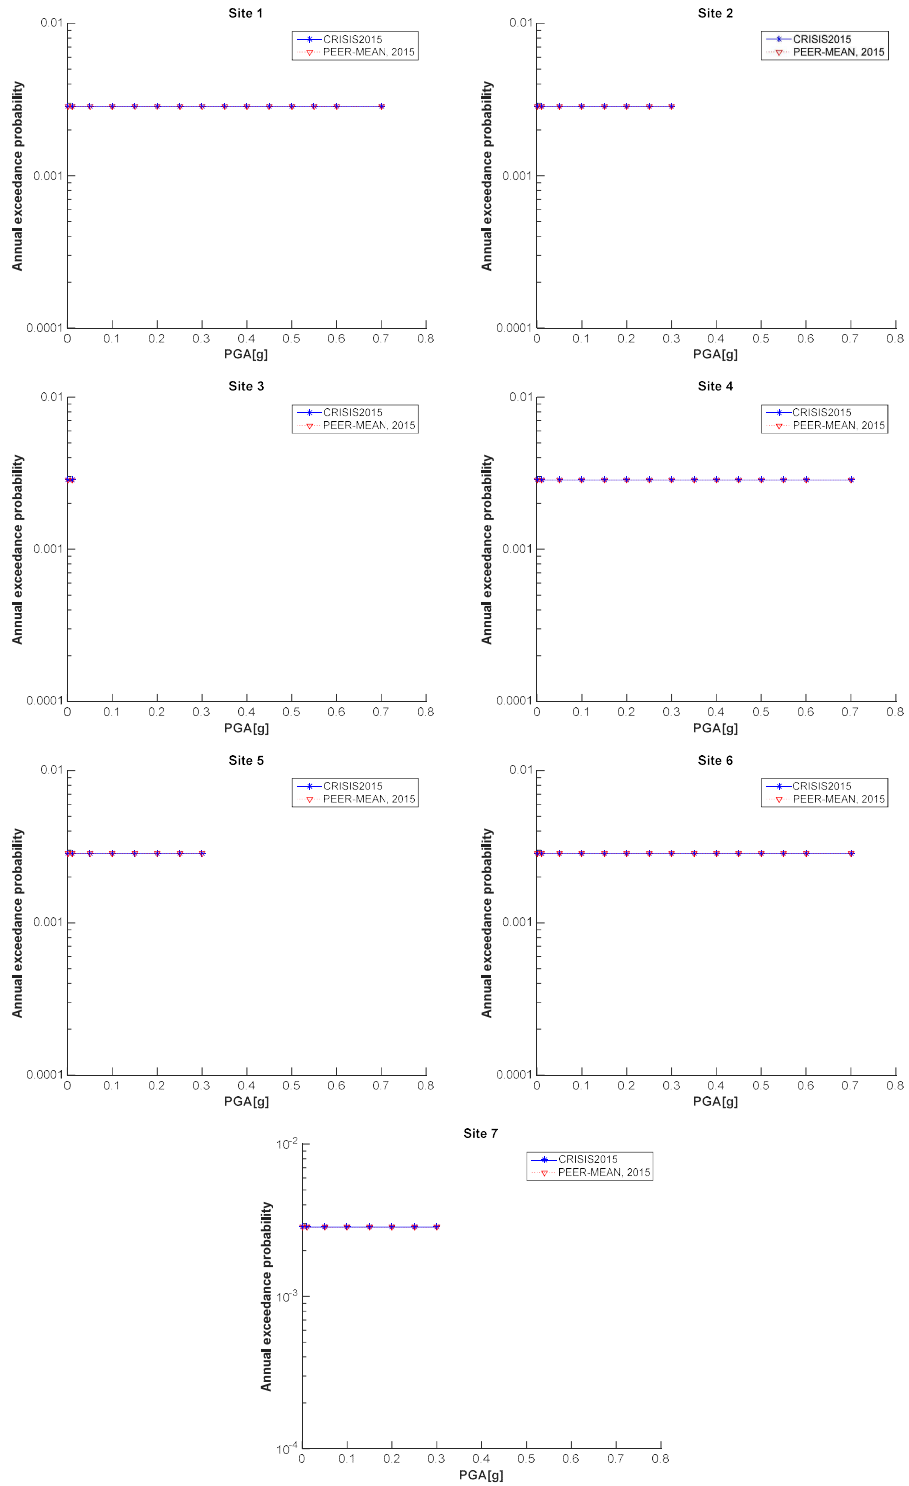 Site 1
0.01
CRISIS2015
PEER-MEAN, 2015
Annual exceedance probability
0.001
0.0001
0 0.1 0.2 0.3 0.4 0.5 0.6 0.7 0.8
PGA[g]
Site 2
0.01
CRISIS2015
PEER-MEAN, 2015
Annual exceedance probability
0.001
0.0001
0 0.1 0.2 0.3 0.4 0.5 0.6 0.7 0.8
PGA[g]
Site 3
0.01
CRISIS2015
PEER-MEAN, 2015
Annual exceedance probability
0.001
0.0001
0 0.1 0.2 0.3 0.4 0.5 0.6 0.7 0.8
PGA[g]
Site 4
0.01
CRISIS2015
PEER-MEAN, 2015
Annual exceedance probability
0.001
0.0001
0 0.1 0.2 0.3 0.4 0.5 0.6 0.7 0.8
PGA[g]
Site 5
0.01
CRISIS2015
PEER-MEAN, 2015
Annual exceedance probability
0.001
0.0001
0 0.1 0.2 0.3 0.4 0.5 0.6 0.7 0.8
PGA[g]
Site 6
0.01
CRISIS2015
PEER-MEAN, 2015
Annual exceedance probability
0.001
0.0001
0 0.1 0.2 0.3 0.4 0.5 0.6 0.7 0.8
PGA[g]
Site 7
10⁻²
CRISIS2015
PEER-MEAN, 2015
Annual exceedance probability
10⁻³
10⁻⁴
0 0.1 0.2 0.3 0.4 0.5 0.6 0.7 0.8
PGA[g]